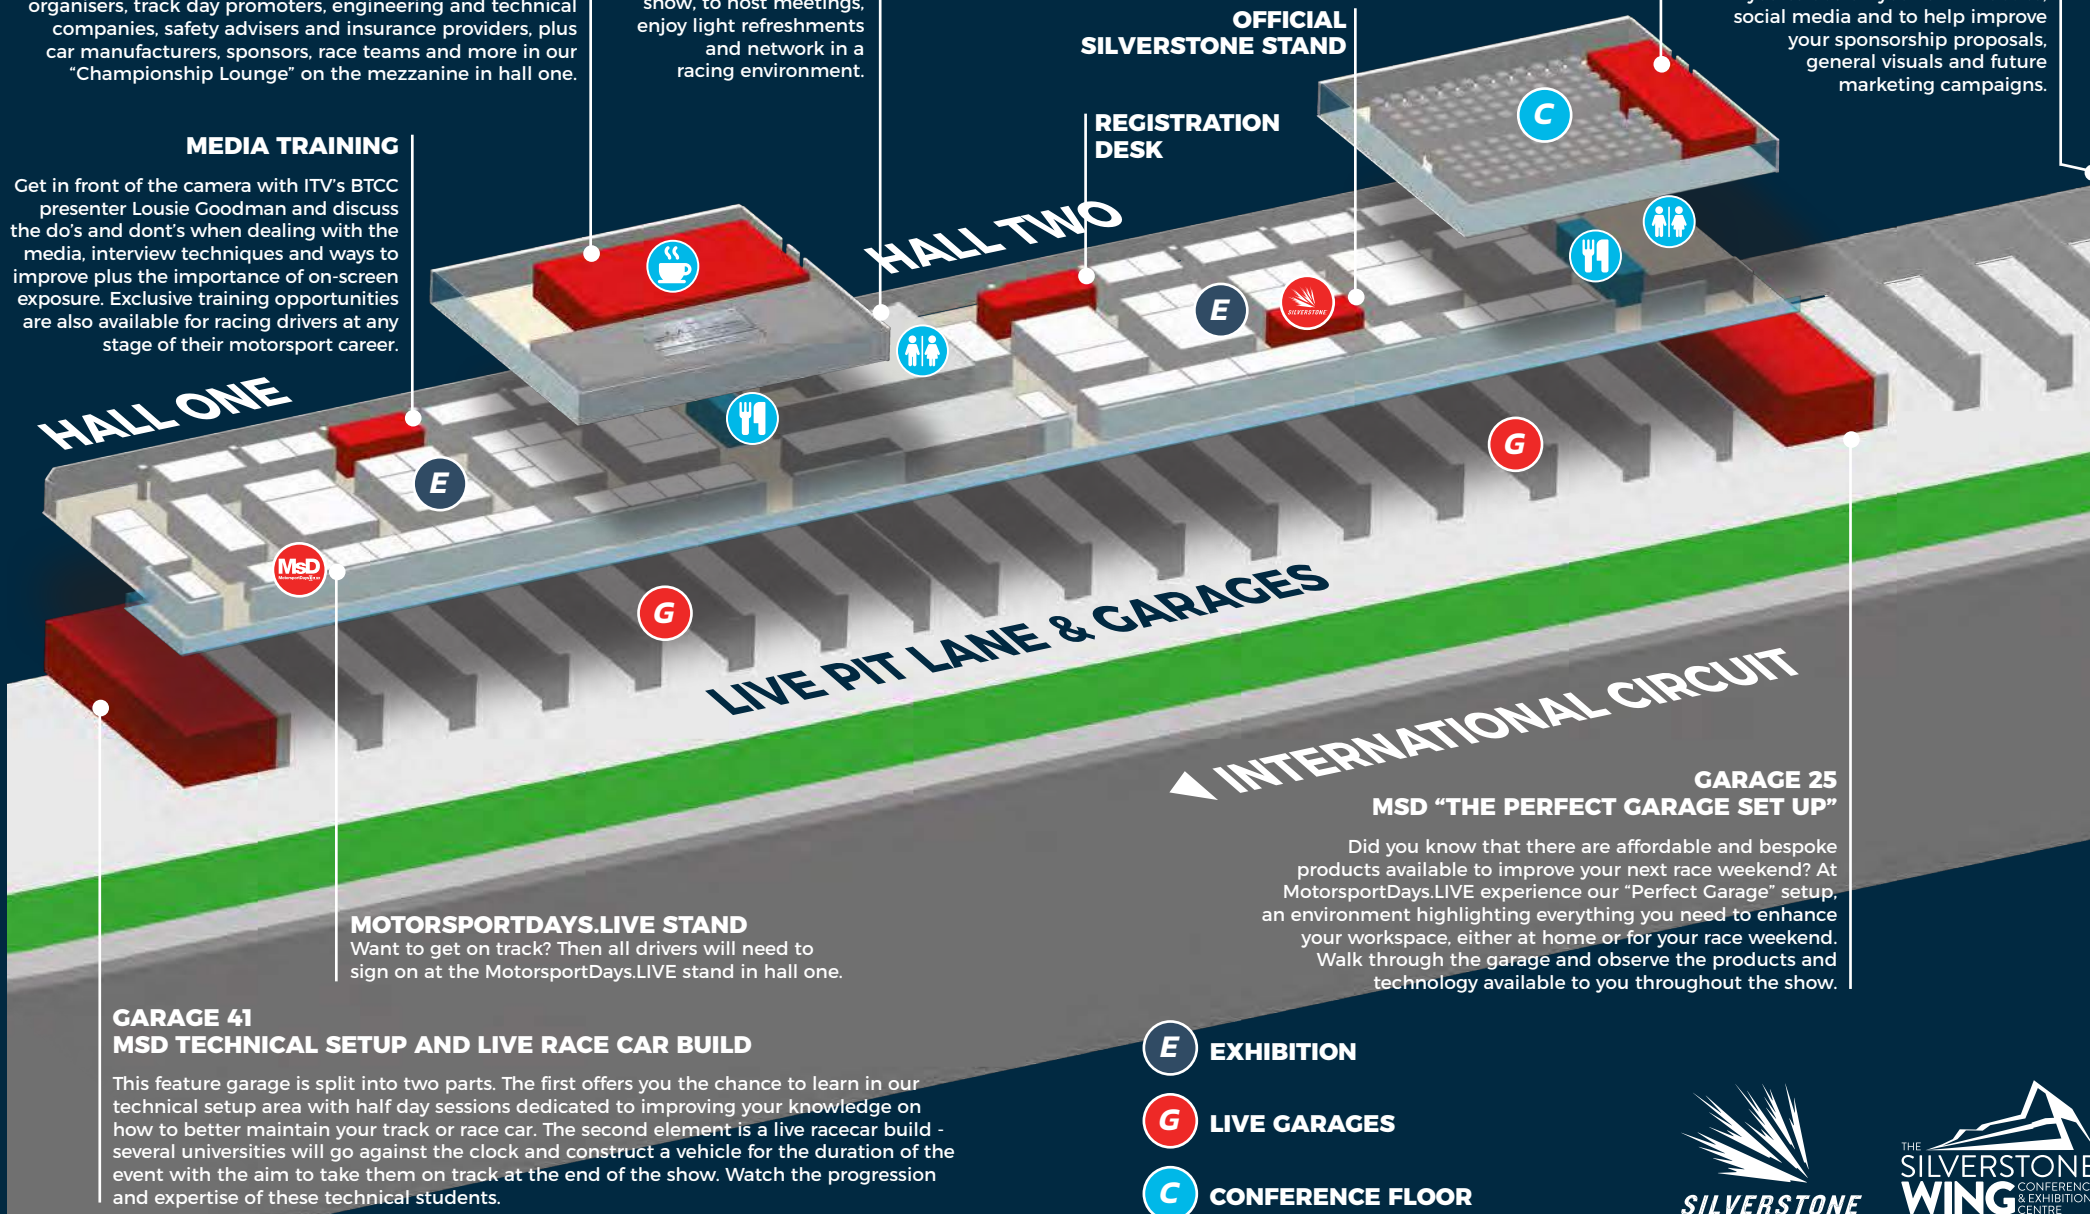 organisers, track day promoters, engineering and technical
companies, safety advisers and insurance providers, plus
car manufacturers, sponsors, race teams and more in our
“Championship Lounge” on the mezzanine in hall one.
show, to host meetings,
enjoy light refreshments
and network in a
racing environment.
OFFICIAL
SILVERSTONE STAND
social media and to help improve
your sponsorship proposals,
general visuals and future
marketing campaigns.
REGISTRATION
DESK
MEDIA TRAINING
Get in front of the camera with ITV’s BTCC
presenter Lousie Goodman and discuss
the do’s and dont’s when dealing with the
media, interview techniques and ways to
improve plus the importance of on-screen
exposure. Exclusive training opportunities
are also available for racing drivers at any
stage of their motorsport career.
C
HALL TWO
E
SILVERSTONE
HALL ONE
E
G
MsD
G
LIVE PIT LANE & GARAGES
INTERNATIONAL CIRCUIT
GARAGE 25
MSD “THE PERFECT GARAGE SET UP”
Did you know that there are affordable and bespoke
products available to improve your next race weekend? At
MotorsportDays.LIVE experience our “Perfect Garage” setup,
an environment highlighting everything you need to enhance
your workspace, either at home or for your race weekend.
Walk through the garage and observe the products and
technology available to you throughout the show.
MOTORSPORTDAYS.LIVE STAND
Want to get on track? Then all drivers will need to
sign on at the MotorsportDays.LIVE stand in hall one.
GARAGE 41
MSD TECHNICAL SETUP AND LIVE RACE CAR BUILD
This feature garage is split into two parts. The first offers you the chance to learn in our
technical setup area with half day sessions dedicated to improving your knowledge on
how to better maintain your track or race car. The second element is a live racecar build -
several universities will go against the clock and construct a vehicle for the duration of the
event with the aim to take them on track at the end of the show. Watch the progression
and expertise of these technical students.
E EXHIBITION
G LIVE GARAGES
C CONFERENCE FLOOR
SILVERSTONE
THE
SILVERSTONE
WING
CONFERENC
& EXHIBITION
CENTRE